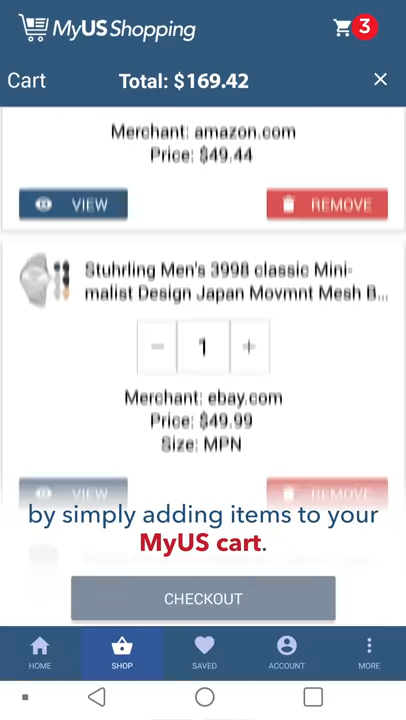 MyUS Shopping
3
Cart
Total: $169.42
Merchant: amazon.com
Price: $49.44
VIEW
REMOVE
Stuhrling Men's 3998 classic Mini-
malist Design Japan Movmnt Mesh B...
1
Merchant: ebay.com
Price: $49.99
Size: MPN
VIEW
REMOVE
by simply adding items to your
MyUS cart.
CHECKOUT
HOME
SHOP
SAVED
ACCOUNT
MORE